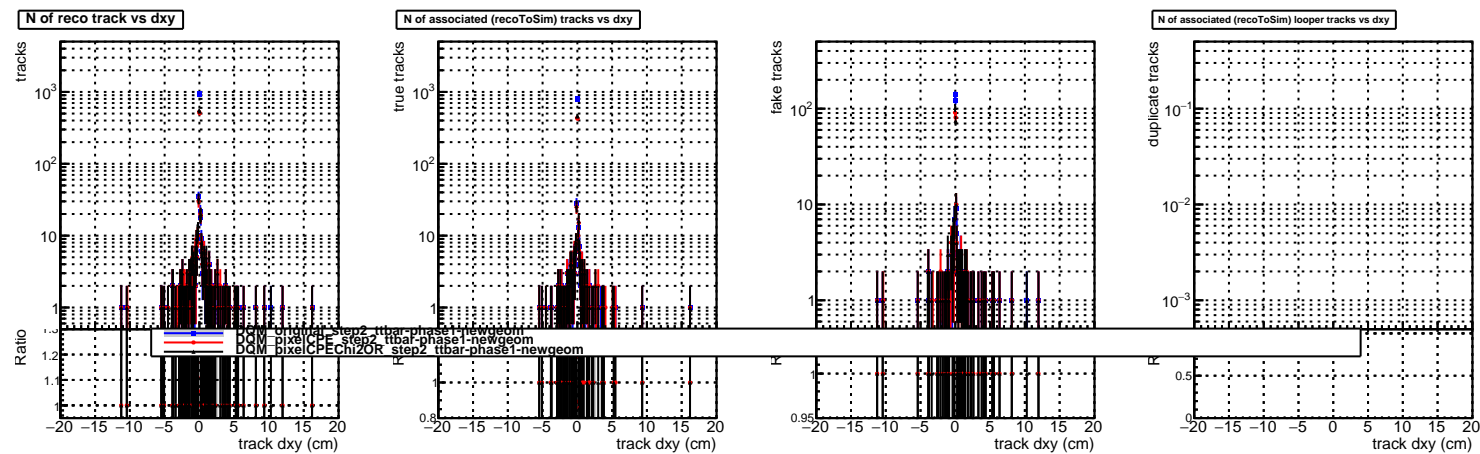 N of reco track vs dxy
N of associated (recoToSim) tracks vs dxy
N of associated (recoToSim) looper tracks vs dxy
tracks
10³
10²
10
1
Ratio
1.2
1.1
−20 −15 −10 −5 0 5 10 15 20
track dxy (cm)
true tracks
10³
10²
10
1
1
0.8
−20 −15 −10 −5 0 5 10 15 20
track dxy (cm)
fake tracks
10²
10
1
1
0.95
−20 −15 −10 −5 0 5 10 15 20
track dxy (cm)
duplicate tracks
10⁻¹
10⁻²
10⁻³
0.5
0
−20 −15 −10 −5 0 5 10 15 20
track dxy (cm)
DQM_original_step2_ttbar-phase1-newgeom
DQM_pixelCPE_step2_ttbar-phase1-newgeom
DQM_pixelCPEChi2OR_step2_ttbar-phase1-newgeom